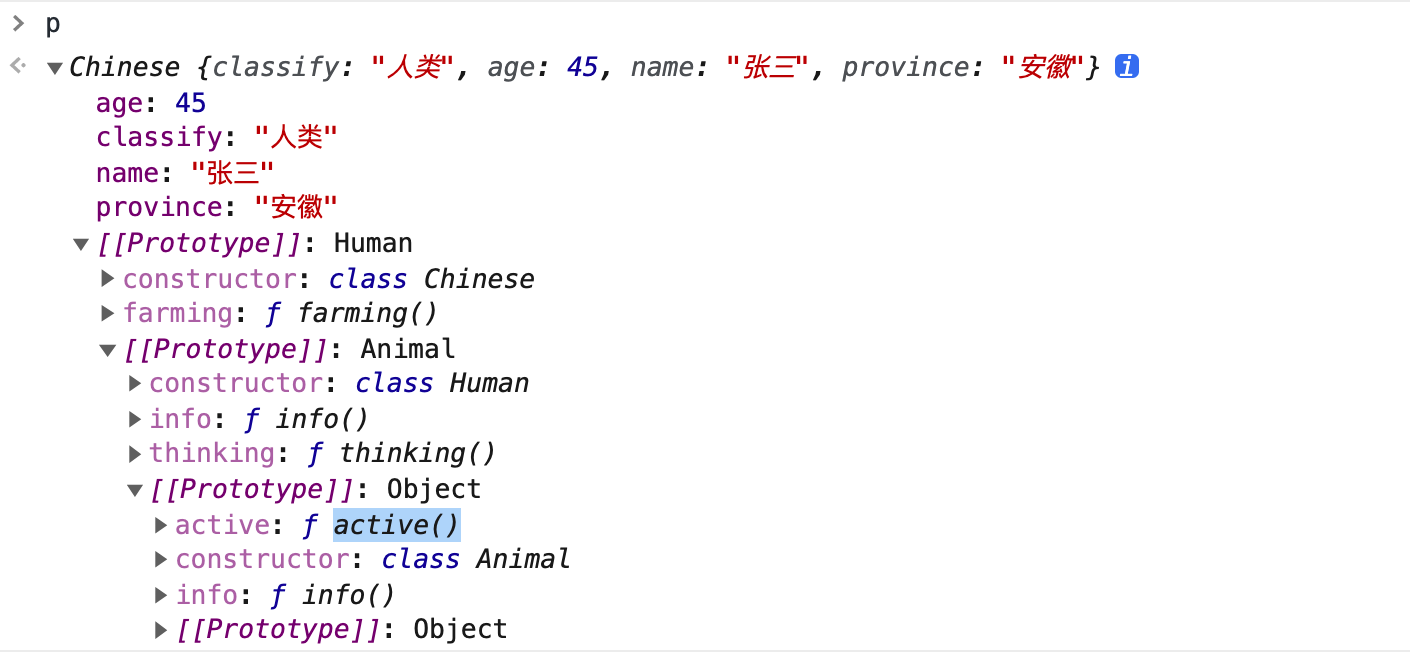 > p
Chinese {classify: "人类", age: 45, name: "张三", province: "安徽"} i
age: 45
classify: "人类"
name: "张三"
province: "安徽"
[[Prototype]]: Human
constructor: class Chinese
farming: ƒ farming()
[[Prototype]]: Animal
constructor: class Human
info: ƒ info()
thinking: ƒ thinking()
[[Prototype]]: Object
active: ƒ active()
constructor: class Animal
info: ƒ info()
[[Prototype]]: Object